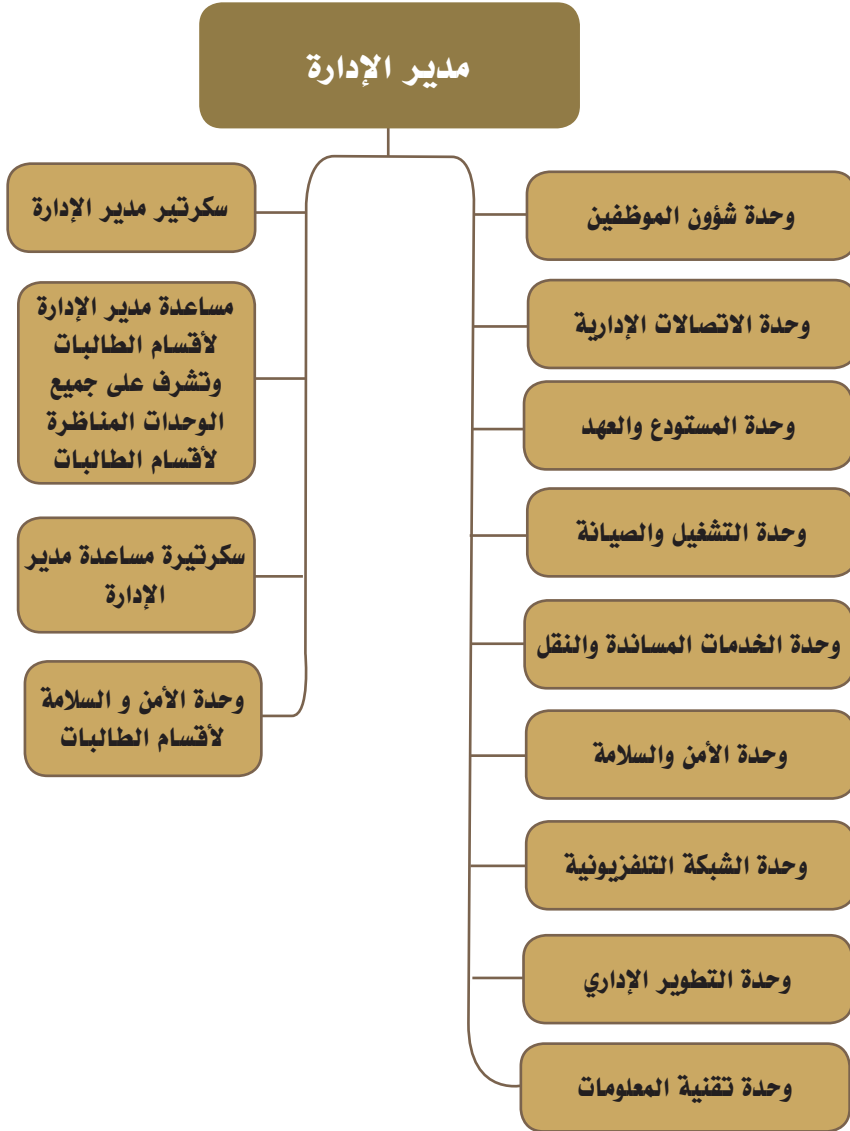 مدير الإدارة
وحدة شؤون الموظفين
وحدة الاتصالات الإدارية
وحدة المستودع والعهد
وحدة التشغيل والصيانة
وحدة الخدمات المساندة والنقل
وحدة الأمن والسلامة
وحدة الشبكة التلفزيونية
وحدة التطوير الإداري
وحدة تقنية المعلومات
سكرتير مدير الإدارة
مساعدة مدير الإدارة
لأقسام الطالبات
وتشرف على جميع
الوحدات المناظرة
لأقسام الطالبات
سكرتيرة مساعدة مدير
الإدارة
وحدة الأمن و السلامة
لأقسام الطالبات